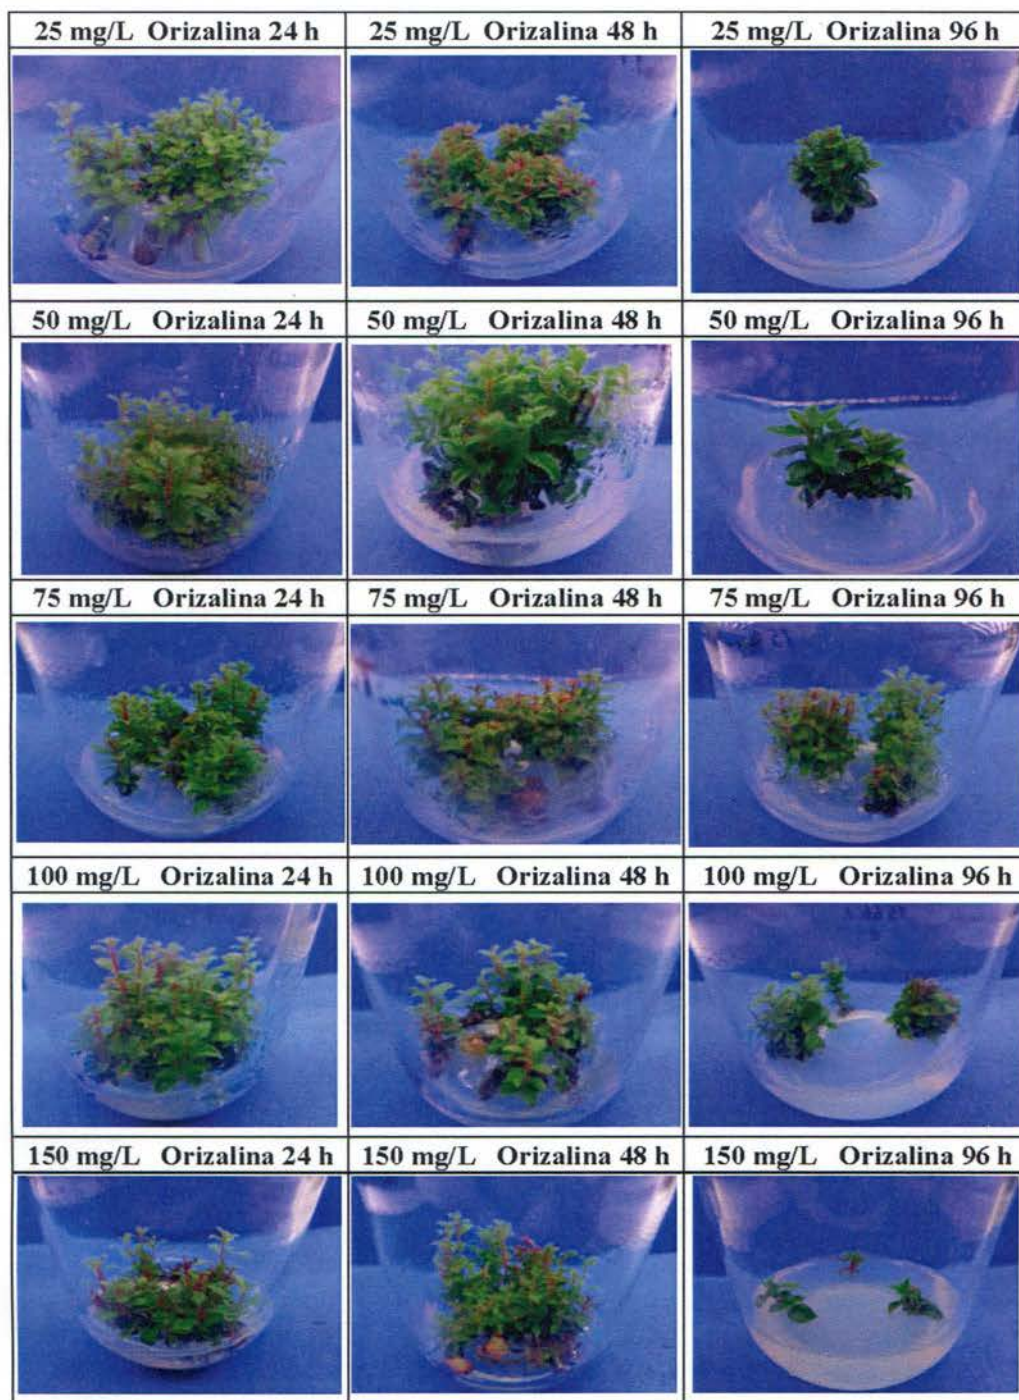 25 mg/L Orizalina 24 h
25 mg/L Orizalina 48 h
25 mg/L Orizalina 96 h
50 mg/L Orizalina 24 h
50 mg/L Orizalina 48 h
50 mg/L Orizalina 96 h
75 mg/L Orizalina 24 h
75 mg/L Orizalina 48 h
75 mg/L Orizalina 96 h
100 mg/L Orizalina 24 h
100 mg/L Orizalina 48 h
100 mg/L Orizalina 96 h
150 mg/L Orizalina 24 h
150 mg/L Orizalina 48 h
150 mg/L Orizalina 96 h